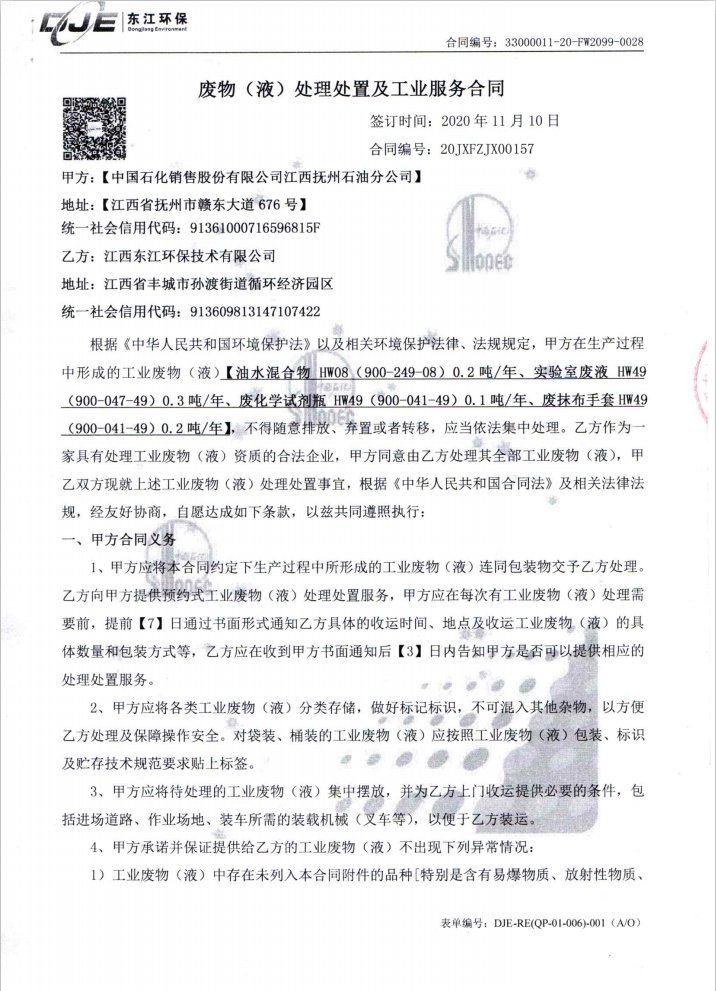 DJE 东江环保
Dongjiang Environment
合同编号：33000011-20-FW2099-0028
废物（液）处理处置及工业服务合同
签订时间：2020 年 11 月 10 日
合同编号：20JXFZJX00157
甲方：【中国石化销售股份有限公司江西抚州石油分公司】
地址：【江西省抚州市赣东大道 676 号】
统一社会信用代码：91361000716596815F
乙方：江西东江环保技术有限公司
地址：江西省丰城市孙渡街道循环经济园区
统一社会信用代码：913609813147107422
根据《中华人民共和国环境保护法》以及相关环境保护法律、法规规定，甲方在生产过程
中形成的工业废物（液）【油水混合物 HW08（900-249-08）0.2 吨/年、实验室废液 HW49
（900-047-49）0.3 吨/年、废化学试剂瓶 HW49（900-041-49）0.1 吨/年、废抹布手套 HW49
（900-041-49）0.2 吨/年】，不得随意排放、弃置或者转移，应当依法集中处理。乙方作为一
家具有处理工业废物（液）资质的合法企业，甲方同意由乙方处理其全部工业废物（液），甲
乙双方现就上述工业废物（液）处理处置事宜，根据《中华人民共和国合同法》及相关法律法
规，经友好协商，自愿达成如下条款，以兹共同遵照执行：
一、甲方合同义务
1、甲方应将本合同约定下生产过程中所形成的工业废物（液）连同包装物交予乙方处理。
乙方向甲方提供预约式工业废物（液）处理处置服务，甲方应在每次有工业废物（液）处理需
要前，提前【7】日通过书面形式通知乙方具体的收运时间、地点及收运工业废物（液）的具
体数量和包装方式等，乙方应在收到甲方书面通知后【3】日内告知甲方是否可以提供相应的
处理处置服务。
2、甲方应将各类工业废物（液）分类存储，做好标记标识，不可混入其他杂物，以方便
乙方处理及保障操作安全。对袋装、桶装的工业废物（液）应按照工业废物（液）包装、标识
及贮存技术规范要求贴上标签。
3、甲方应将待处理的工业废物（液）集中摆放，并为乙方上门收运提供必要的条件，包
括进场道路、作业场地、装车所需的装载机械（叉车等），以便于乙方装运。
4、甲方承诺并保证提供给乙方的工业废物（液）不出现下列异常情况：
1）工业废物（液）中存在未列入本合同附件的品种[特别是含有易爆物质、放射性物质、
表单编号：DJE-RE(QP-01-006)-001（A/O）